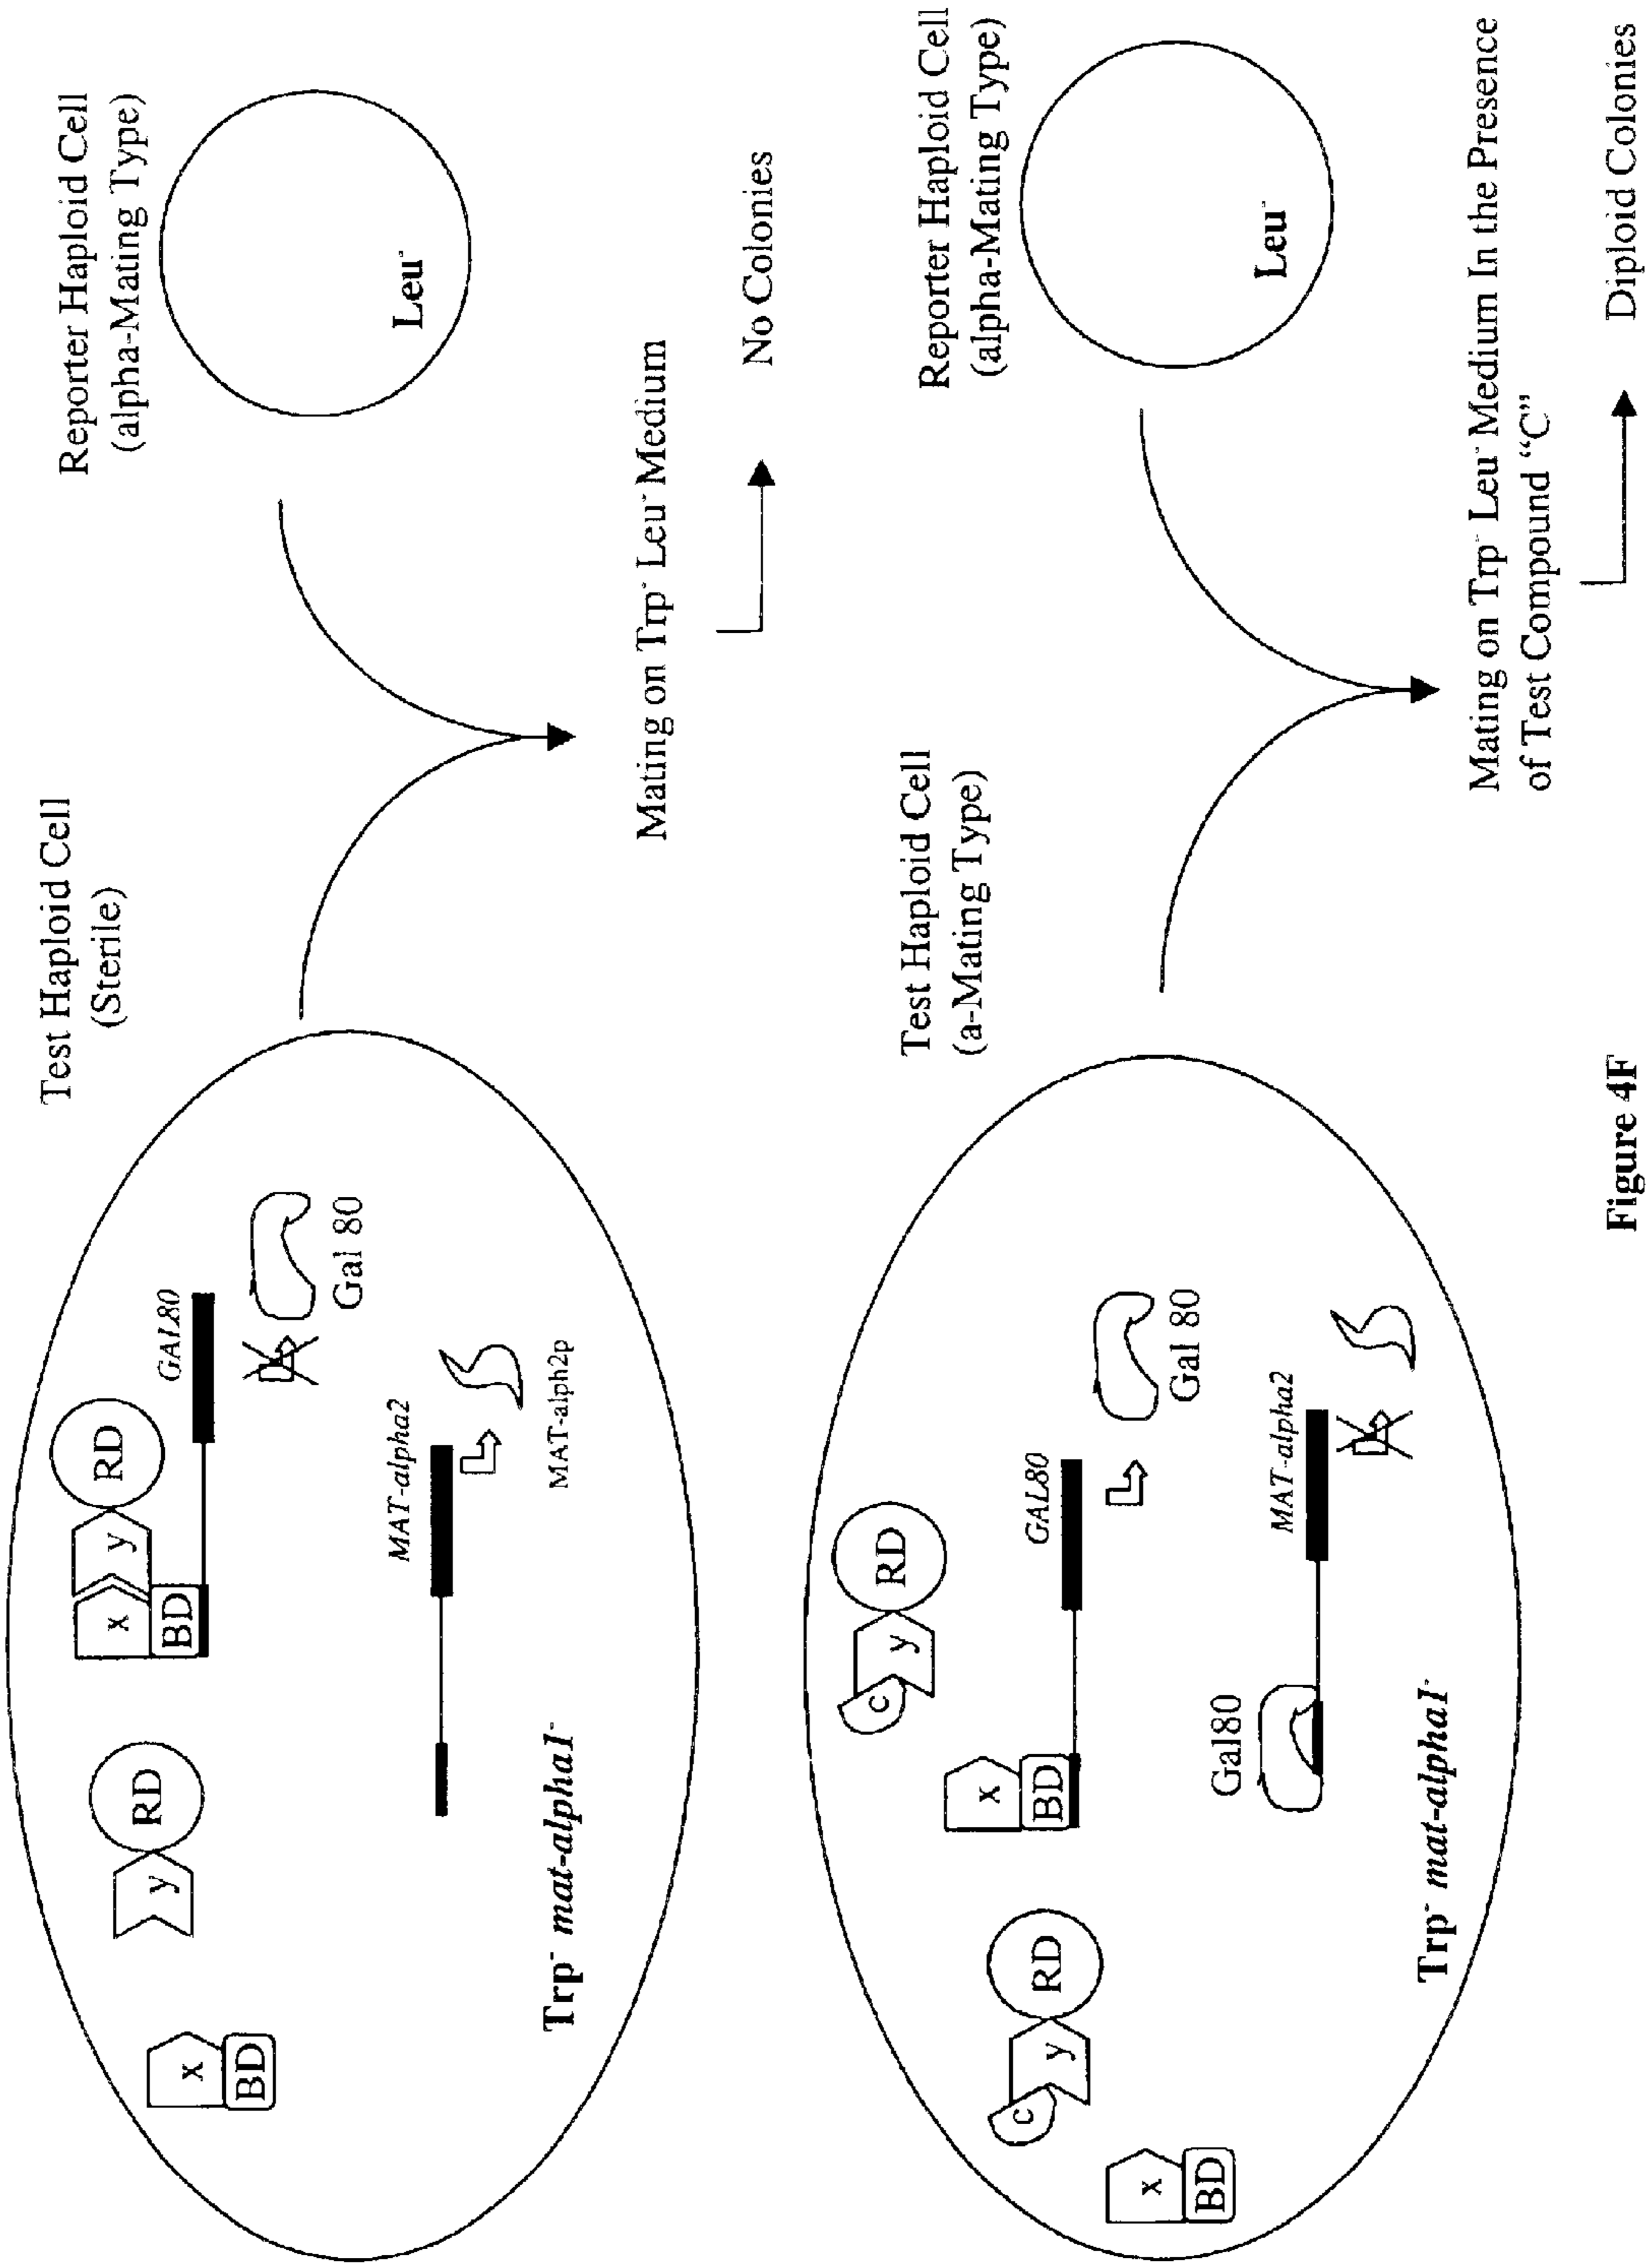 Test Haploid Cell
(Sterile)
Reporter Haploid Cell
(alpha-Mating Type)
x
BD
y
RD
x
y
RD
BD
GAL80
Gal 80
MAT-alpha2
MAT-alph2p
Trp⁻ mat-alphaI⁻
Leu⁻
Mating on Trp⁻ Leu⁻ Medium
No Colonies
Test Haploid Cell
(a-Mating Type)
Reporter Haploid Cell
(alpha-Mating Type)
x
BD
c
y
RD
x
BD
c
y
RD
GAL80
Gal 80
Gal80
MAT-alpha2
Trp⁻ mat-alphaI⁻
Leu⁻
Mating on Trp⁻ Leu⁻ Medium In the Presence
of Test Compound “C”
Diploid Colonies
Figure 4F